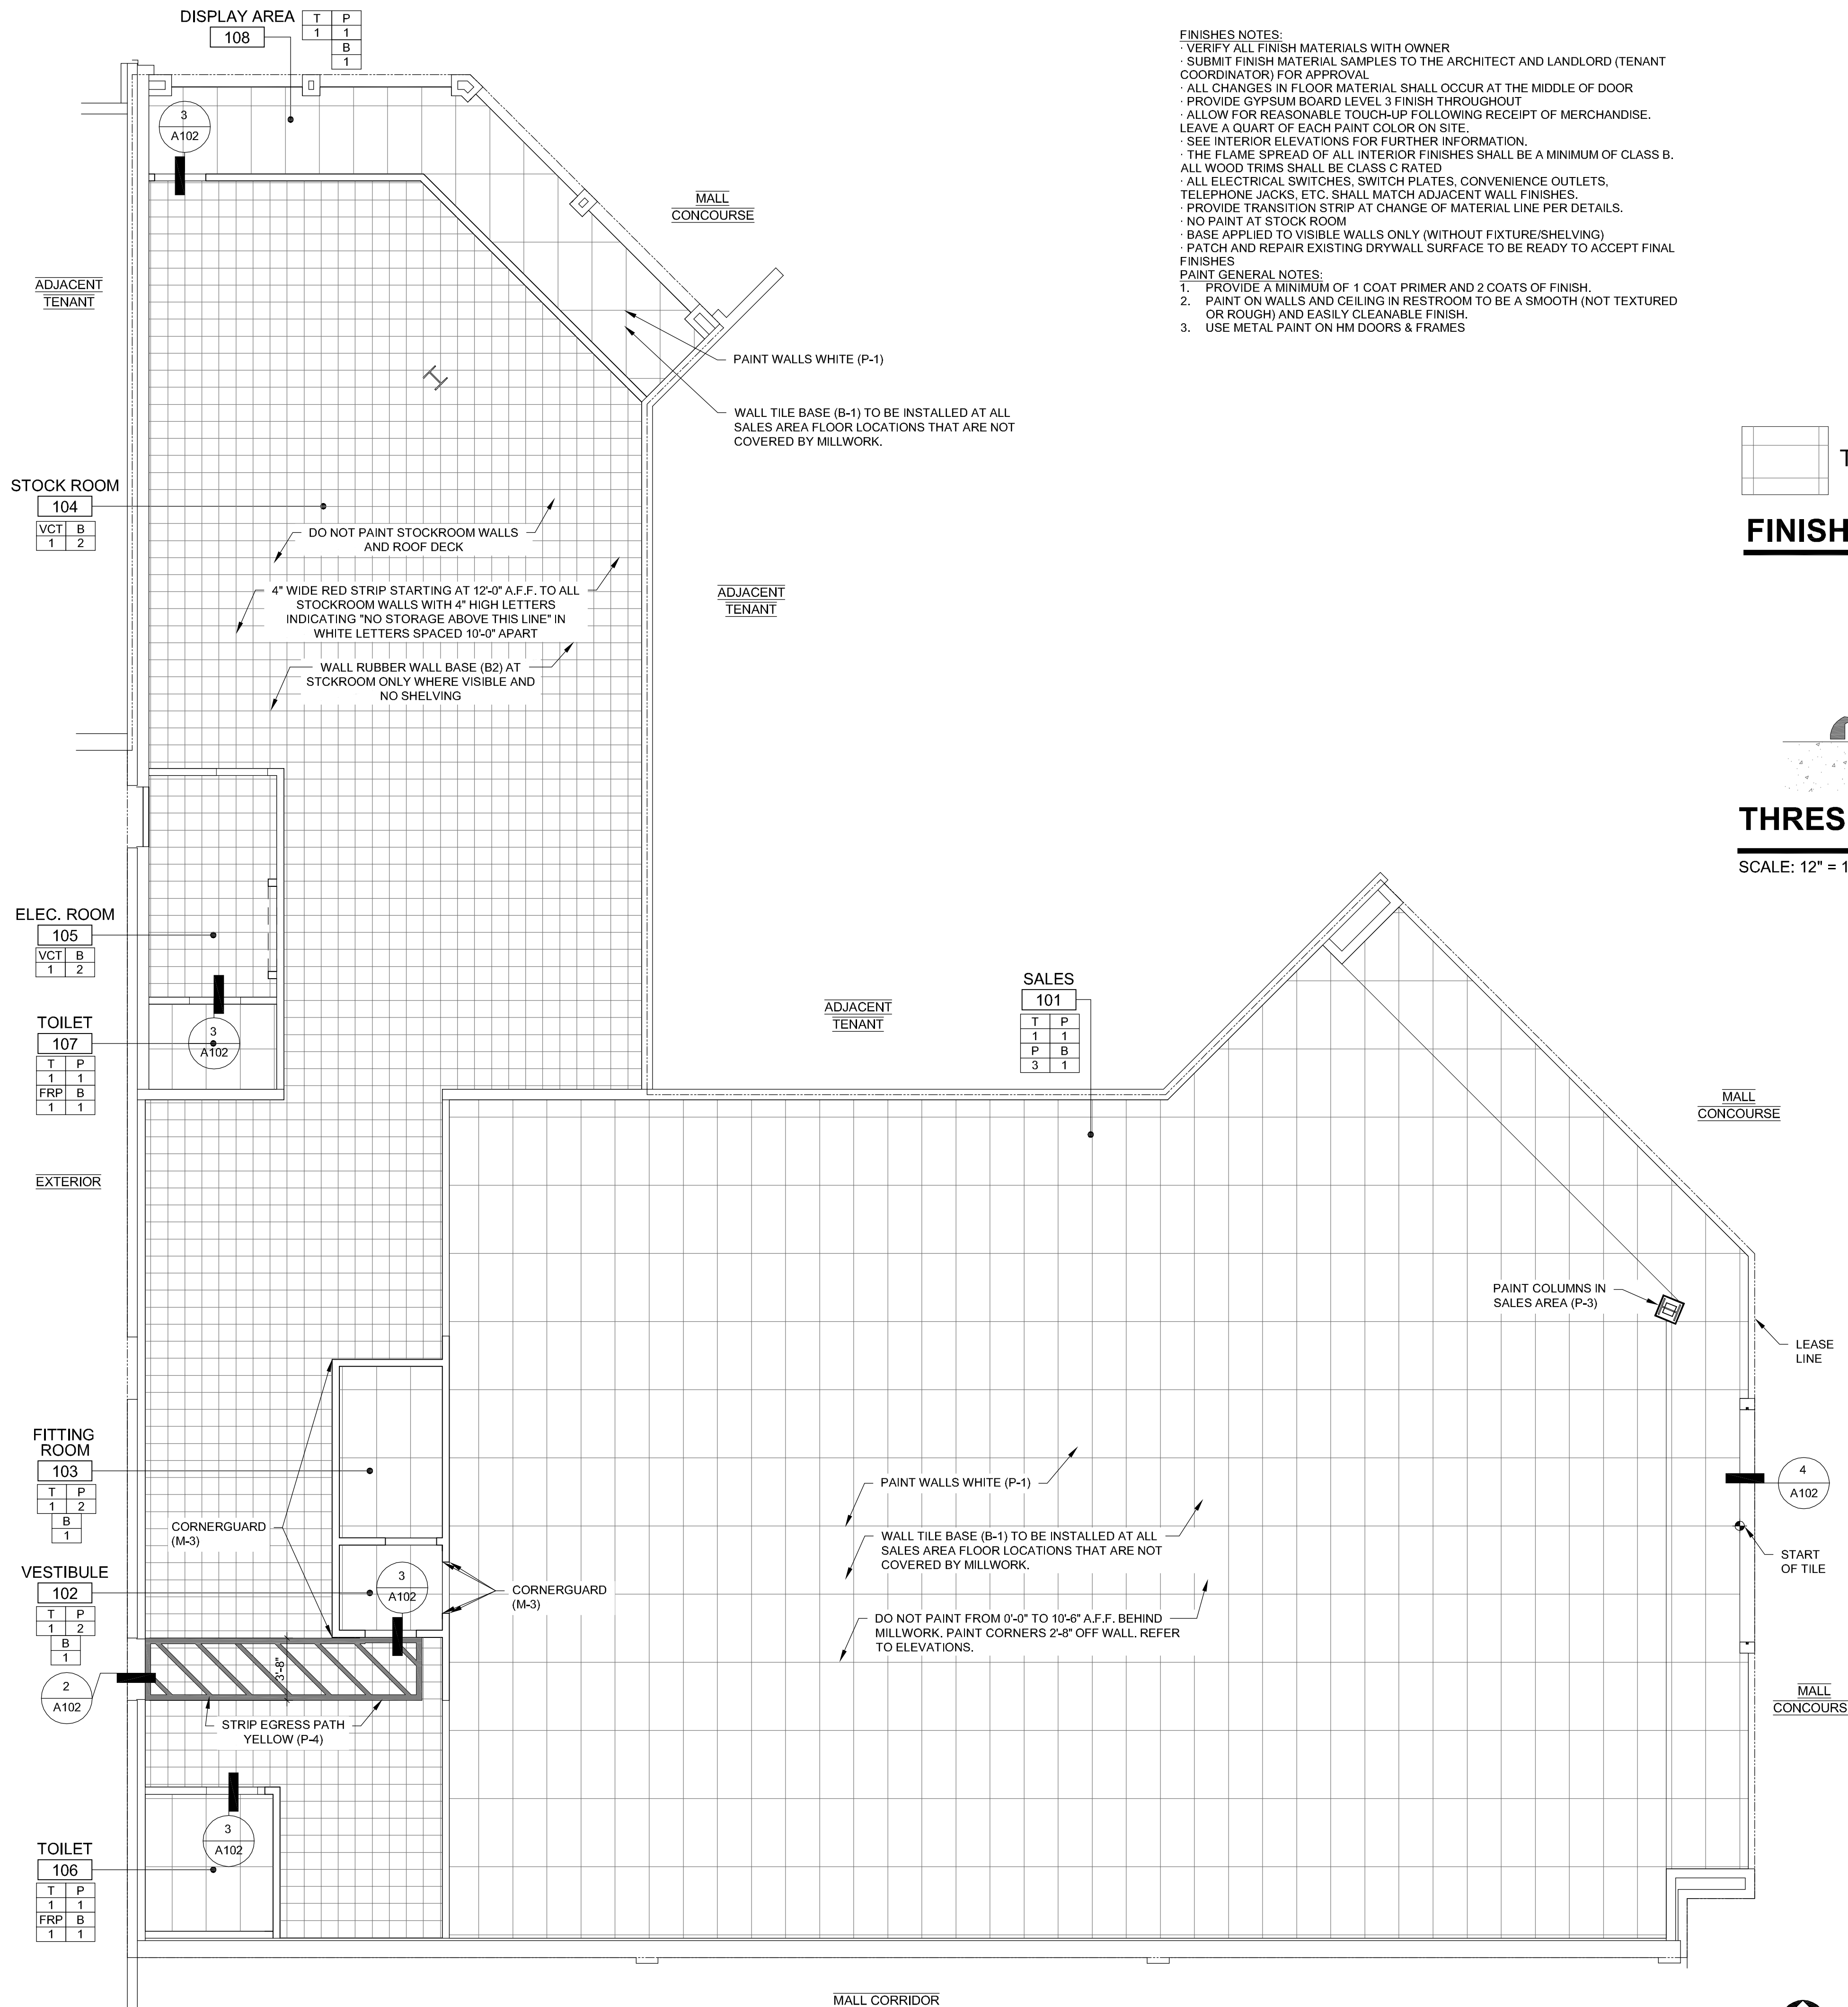 DISPLAY AREA
108
T P
1 1
B
1
FINISHES NOTES:
· VERIFY ALL FINISH MATERIALS WITH OWNER
· SUBMIT FINISH MATERIAL SAMPLES TO THE ARCHITECT AND LANDLORD (TENANT
COORDINATOR) FOR APPROVAL
· ALL CHANGES IN FLOOR MATERIAL SHALL OCCUR AT THE MIDDLE OF DOOR
· PROVIDE GYPSUM BOARD LEVEL 3 FINISH THROUGHOUT
· ALLOW FOR REASONABLE TOUCH-UP FOLLOWING RECEIPT OF MERCHANDISE.
LEAVE A QUART OF EACH PAINT COLOR ON SITE.
· SEE INTERIOR ELEVATIONS FOR FURTHER INFORMATION.
· THE FLAME SPREAD OF ALL INTERIOR FINISHES SHALL BE A MINIMUM OF CLASS B.
ALL WOOD TRIMS SHALL BE CLASS C RATED
· ALL ELECTRICAL SWITCHES, SWITCH PLATES, CONVENIENCE OUTLETS,
TELEPHONE JACKS, ETC. SHALL MATCH ADJACENT WALL FINISHES.
· PROVIDE TRANSITION STRIP AT CHANGE OF MATERIAL LINE PER DETAILS.
· NO PAINT AT STOCK ROOM
· BASE APPLIED TO VISIBLE WALLS ONLY (WITHOUT FIXTURE/SHELVING)
· PATCH AND REPAIR EXISTING DRYWALL SURFACE TO BE READY TO ACCEPT FINAL
FINISHES
PAINT GENERAL NOTES:
1. PROVIDE A MINIMUM OF 1 COAT PRIMER AND 2 COATS OF FINISH.
2. PAINT ON WALLS AND CEILING IN RESTROOM TO BE A SMOOTH (NOT TEXTURED
OR ROUGH) AND EASILY CLEANABLE FINISH.
3. USE METAL PAINT ON HM DOORS & FRAMES
3
A102
MALL
CONCOURSE
ADJACENT
TENANT
PAINT WALLS WHITE (P-1)
WALL TILE BASE (B-1) TO BE INSTALLED AT ALL
SALES AREA FLOOR LOCATIONS THAT ARE NOT
COVERED BY MILLWORK.
T
FINISH
STOCK ROOM
104
VCT B
1 2
DO NOT PAINT STOCKROOM WALLS
AND ROOF DECK
4" WIDE RED STRIP STARTING AT 12'-0" A.F.F. TO ALL
STOCKROOM WALLS WITH 4" HIGH LETTERS
INDICATING "NO STORAGE ABOVE THIS LINE" IN
WHITE LETTERS SPACED 10'-0" APART
WALL RUBBER WALL BASE (B2) AT
STCKROOM ONLY WHERE VISIBLE AND
NO SHELVING
ADJACENT
TENANT
THRES
SCALE: 12" = 1
ELEC. ROOM
105
VCT B
1 2
TOILET
107
T P
1 1
FRP B
1 1
3
A102
ADJACENT
TENANT
SALES
101
T P
1 1
P B
3 1
MALL
CONCOURSE
EXTERIOR
PAINT COLUMNS IN
SALES AREA (P-3)
LEASE
LINE
FITTING
ROOM
103
T P
1 2
B
1
CORNERGUARD
(M-3)
PAINT WALLS WHITE (P-1)
4
A102
WALL TILE BASE (B-1) TO BE INSTALLED AT ALL
SALES AREA FLOOR LOCATIONS THAT ARE NOT
COVERED BY MILLWORK.
START
OF TILE
VESTIBULE
102
T P
1 2
B
1
3
A102
CORNERGUARD
(M-3)
DO NOT PAINT FROM 0'-0" TO 10'-6" A.F.F. BEHIND
MILLWORK. PAINT CORNERS 2'-8" OFF WALL. REFER
TO ELEVATIONS.
3'-8"
2
A102
STRIP EGRESS PATH
YELLOW (P-4)
MALL
CONCOURS
TOILET
106
T P
1 1
FRP B
1 1
3
A102
MALL CORRIDOR